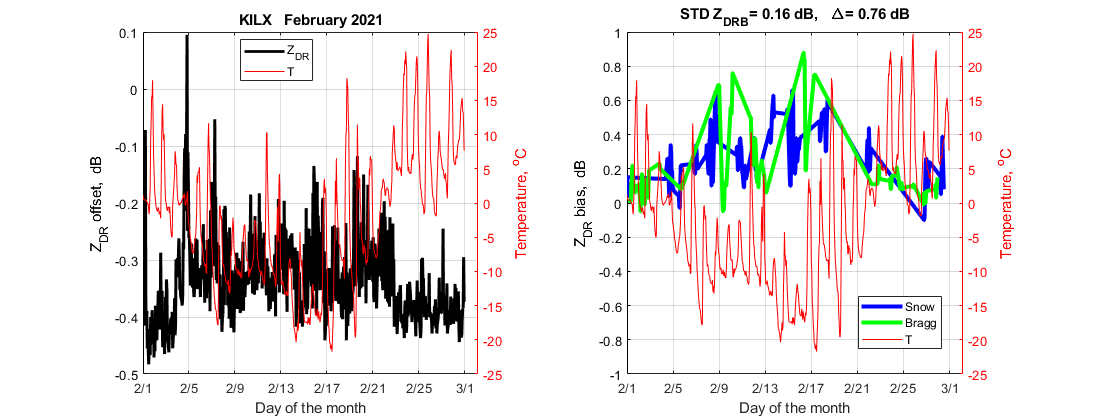 KILX February 2021
0.1
0
-0.1
-0.2
-0.3
-0.4
-0.5
Z_DR offset, dB
Z_DR
T
25
20
15
10
5
0
-5
-10
-15
-20
-25
Temperature, °C
2/1 2/5 2/9 2/13 2/17 2/21 2/25 3/1
Day of the month
STD Z_DRB = 0.16 dB, Δ = 0.76 dB
1
0.8
0.6
0.4
0.2
0
-0.2
-0.4
-0.6
-0.8
-1
Z_DR bias, dB
Snow
Bragg
T
25
20
15
10
5
0
-5
-10
-15
-20
-25
Temperature, °C
2/1 2/5 2/9 2/13 2/17 2/21 2/25 3/1
Day of the month